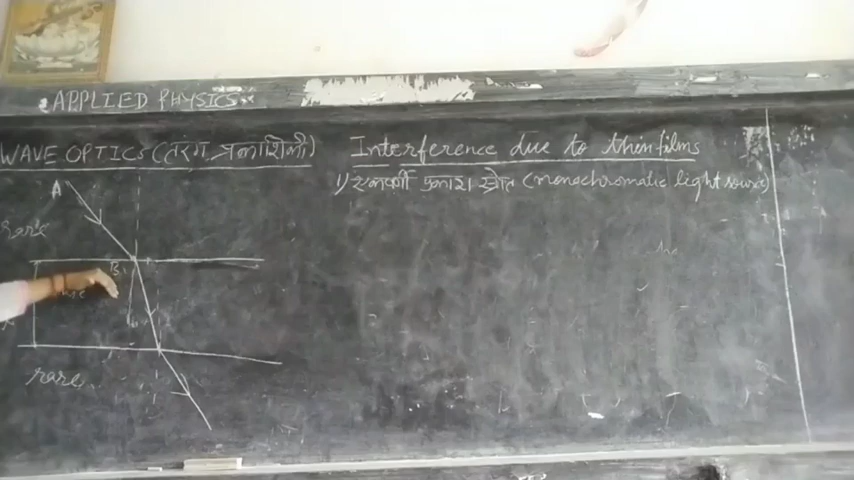 APPLIED PHYSICS
WAVE OPTICS (तरंग प्रकाशिकी)
Interference due to thin films
1) एकवर्णी प्रकाश स्त्रोत (monochromatic light source)
A
rare
B
rare